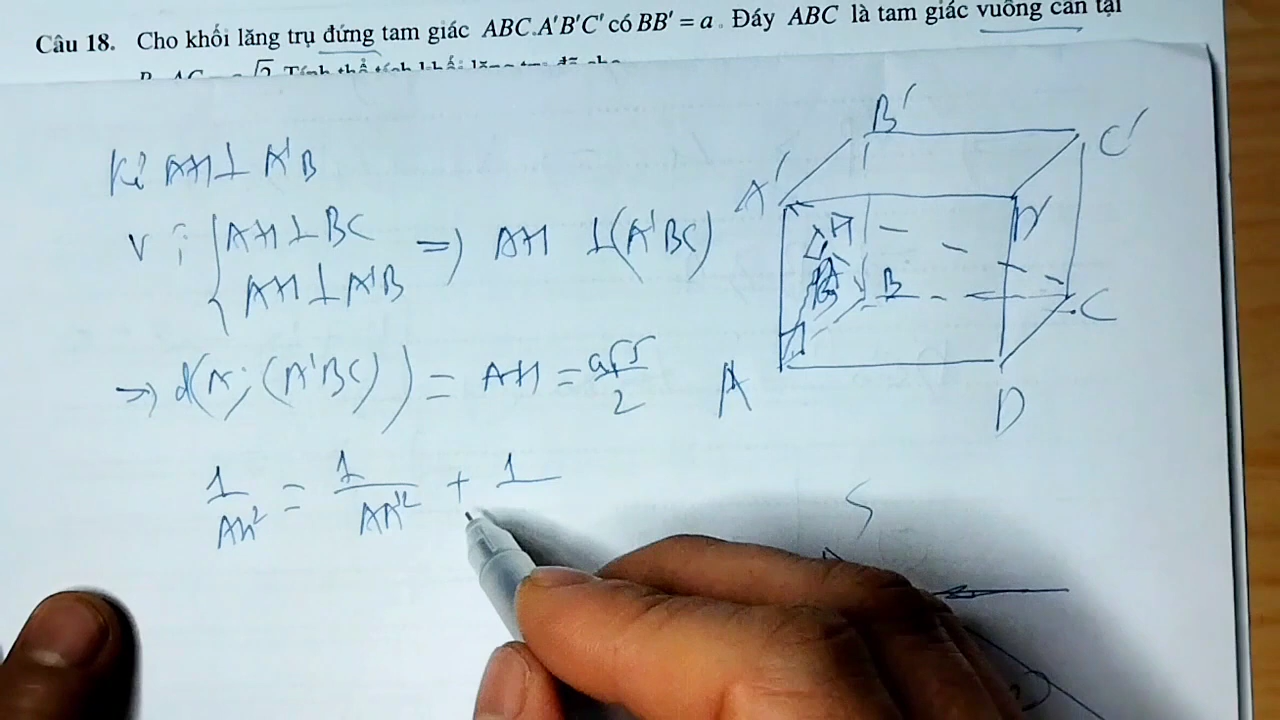 Câu 18. Cho khối lăng trụ đứng tam giác ABC.A'B'C' có BB' = a. Đáy ABC là tam giác vuông cân tại
Kẻ AH ⊥ A'B
Vì { AH ⊥ BC
AH ⊥ A'B => AH ⊥ (A'BC)
=> d(A; (A'BC)) = AH = a√5/2
1/AH² = 1/AA'² + 1
B'
C'
A'
D'
H
B
C
A
D
S